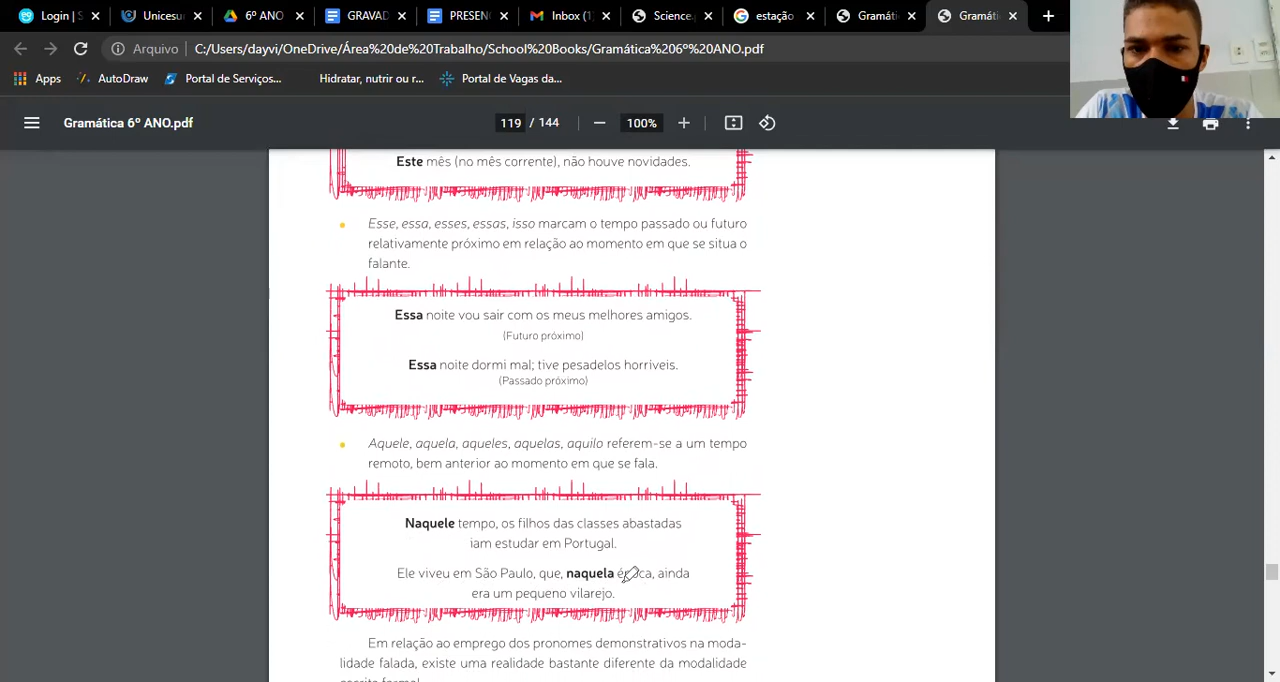 Login | S
Unicesu
6º ANO
GRAVAD
PRESEN
Inbox (1)
Science.p
estação
Gramáti
Gramáti
Arquivo
C:/Users/dayvi/OneDrive/Área%20de%20Trabalho/School%20Books/Gramática%206º%20ANO.pdf
Apps
AutoDraw
Portal de Serviços...
Hidratar, nutrir ou r...
Portal de Vagas da...
Gramática 6º ANO.pdf
119 / 144
100%
Este mês (no mês corrente), não houve novidades.
Esse, essa, esses, essas, isso marcam o tempo passado ou futuro
relativamente próximo em relação ao momento em que se situa o
falante.
Essa noite vou sair com os meus melhores amigos.
(Futuro próximo)
Essa noite dormi mal; tive pesadelos horríveis.
(Passado próximo)
Aquele, aquela, aqueles, aquelas, aquilo referem-se a um tempo
remoto, bem anterior ao momento em que se fala.
Naquele tempo, os filhos das classes abastadas
iam estudar em Portugal.
Ele viveu em São Paulo, que, naquela época, ainda
era um pequeno vilarejo.
Em relação ao emprego dos pronomes demonstrativos na moda-
lidade falada, existe uma realidade bastante diferente da modalidade
escrita formal.